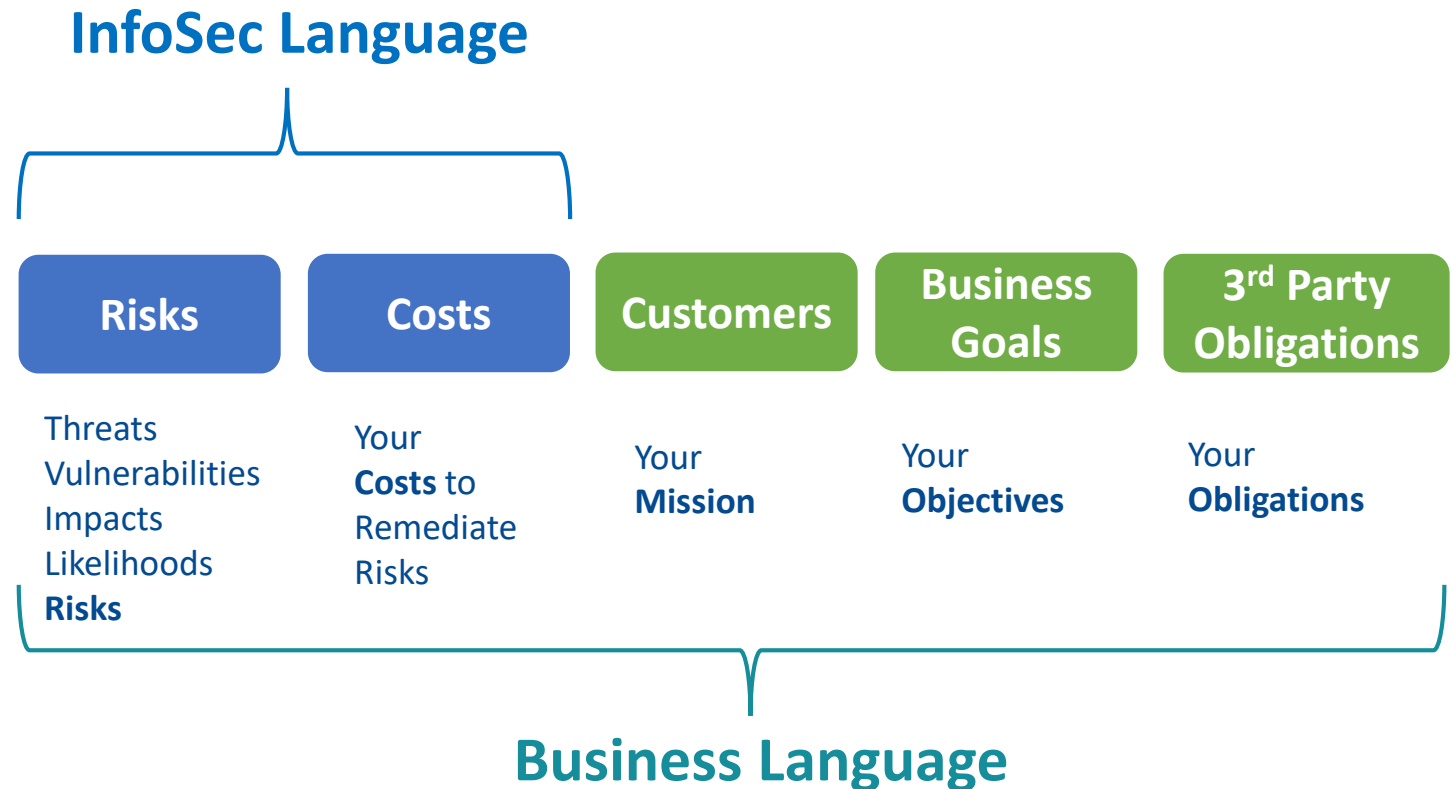 InfoSec Language
Risks
Costs
Customers
Business
Goals
3rd Party
Obligations
Threats
Vulnerabilities
Impacts
Likelihoods
Risks
Your
Costs to
Remediate
Risks
Your
Mission
Your
Objectives
Your
Obligations
Business Language